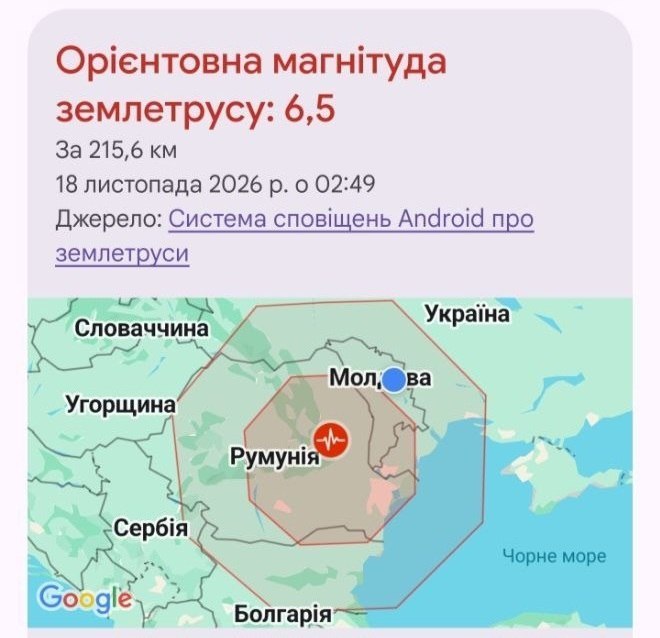 Орієнтовна магнітуда
землетрусу: 6,5
За 215,6 км
18 листопада 2026 р. о 02:49
Джерело: Система сповіщень Android про
землетруси
Україна
Словаччина
Молдова
Угорщина
Румунія
Сербія
Чорне море
Google
Болгарія